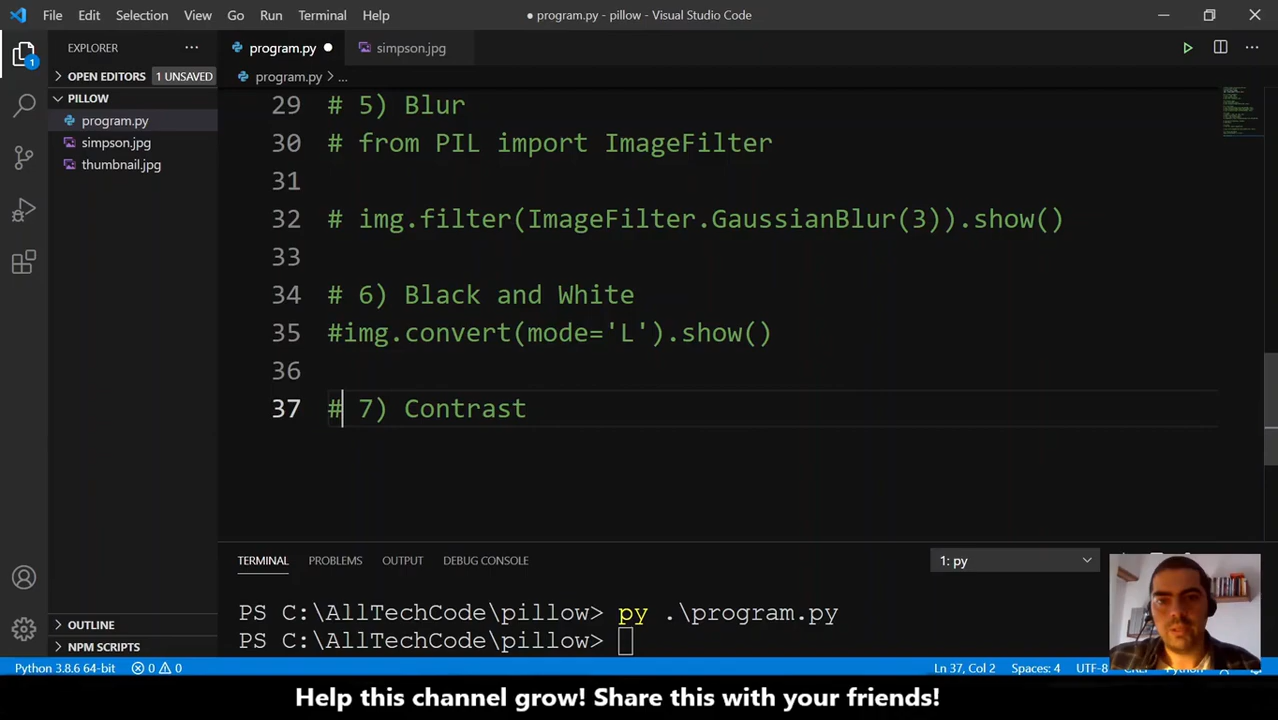 File Edit Selection View Go Run Terminal Help
● program.py - pillow - Visual Studio Code
EXPLORER ...
program.py ●
simpson.jpg
OPEN EDITORS 1 UNSAVED
program.py > ...
PILLOW
program.py
simpson.jpg
thumbnail.jpg
1
29 # 5) Blur
30 # from PIL import ImageFilter
31
32 # img.filter(ImageFilter.GaussianBlur(3)).show()
33
34 # 6) Black and White
35 #img.convert(mode='L').show()
36
37 # 7) Contrast
TERMINAL PROBLEMS OUTPUT DEBUG CONSOLE
1: py
PS C:\AllTechCode\pillow> py .\program.py
PS C:\AllTechCode\pillow>
OUTLINE
NPM SCRIPTS
Python 3.8.6 64-bit 0 0
Ln 37, Col 2 Spaces: 4 UTF-8
Help this channel grow! Share this with your friends!